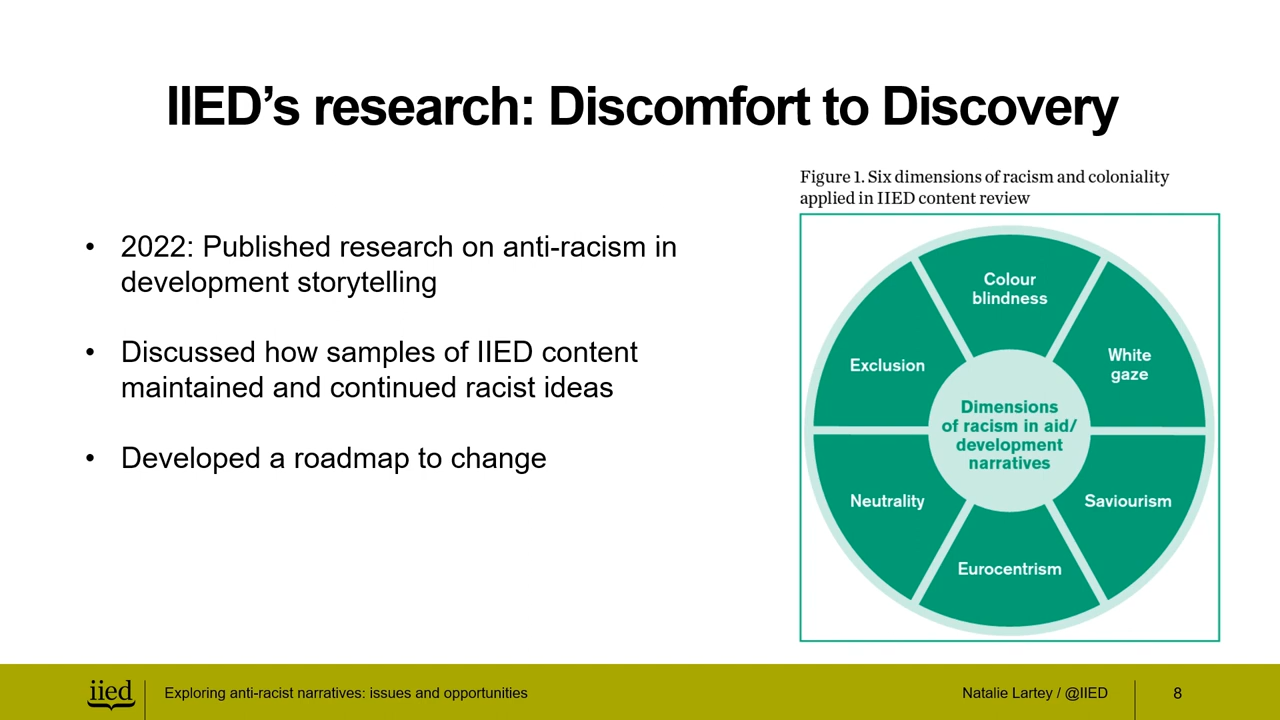 IIED’s research: Discomfort to Discovery
• 2022: Published research on anti-racism in
development storytelling
• Discussed how samples of IIED content
maintained and continued racist ideas
• Developed a roadmap to change
Figure 1. Six dimensions of racism and coloniality
applied in IIED content review
Colour
blindness
White
gaze
Saviourism
Eurocentrism
Neutrality
Exclusion
Dimensions
of racism in aid/
development
narratives
iied
Exploring anti-racist narratives: issues and opportunities
Natalie Lartey / @IIED
8